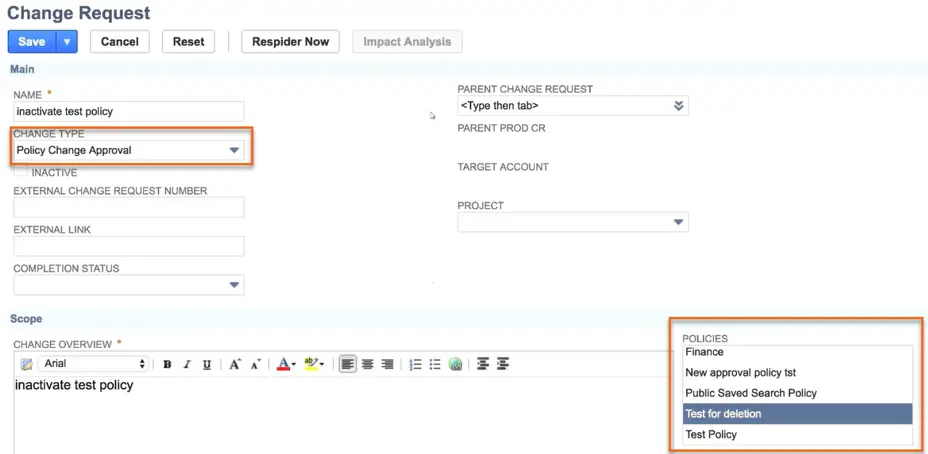 Change Request
Save Cancel Reset Respider Now Impact Analysis
Main
NAME *
inactivate test policy
CHANGE TYPE
Policy Change Approval
INACTIVE
EXTERNAL CHANGE REQUEST NUMBER
EXTERNAL LINK
COMPLETION STATUS
PARENT CHANGE REQUEST
<Type then tab>
PARENT PROD CR
TARGET ACCOUNT
PROJECT
Scope
CHANGE OVERVIEW *
Arial B I U A A A ab
inactivate test policy
POLICIES
Finance
New approval policy tst
Public Saved Search Policy
Test for deletion
Test Policy